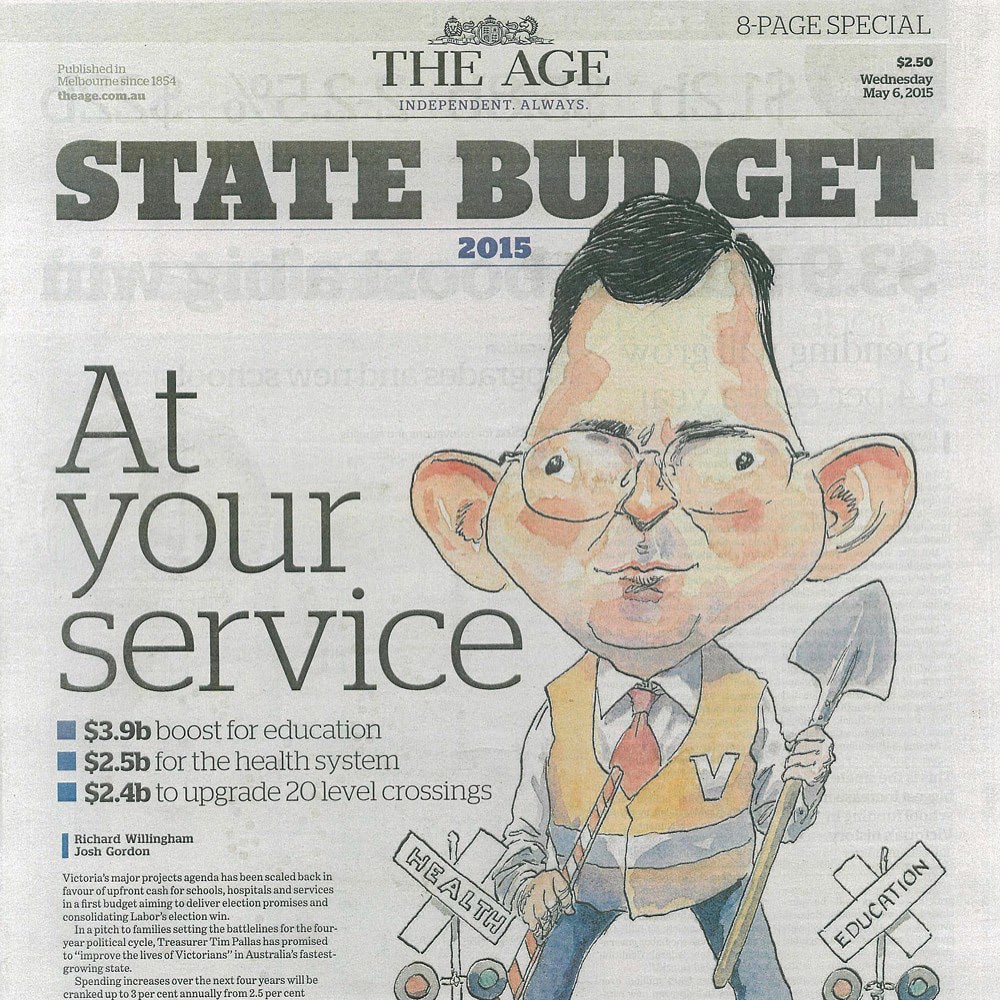 8-PAGE SPECIAL
THE AGE
INDEPENDENT. ALWAYS.
Published in
Melbourne since 1854
theage.com.au
$2.50
Wednesday
May 6, 2015
STATE BUDGET
2015
At
your
service
$3.9b boost for education
$2.5b for the health system
$2.4b to upgrade 20 level crossings
Richard Willingham
Josh Gordon
Victoria's major projects agenda has been scaled back in
favour of upfront cash for schools, hospitals and services
in a first budget aiming to deliver election promises and
consolidating Labor's election win.
In a pitch to families setting the battlelines for the four-
year political cycle, Treasurer Tim Pallas has promised
to "improve the lives of Victorians" in Australia's fastest-
growing state.
Spending increases over the next four years will be
cranked up to 3 per cent annually from 2.5 per cent
V
HEALTH
EDUCATION